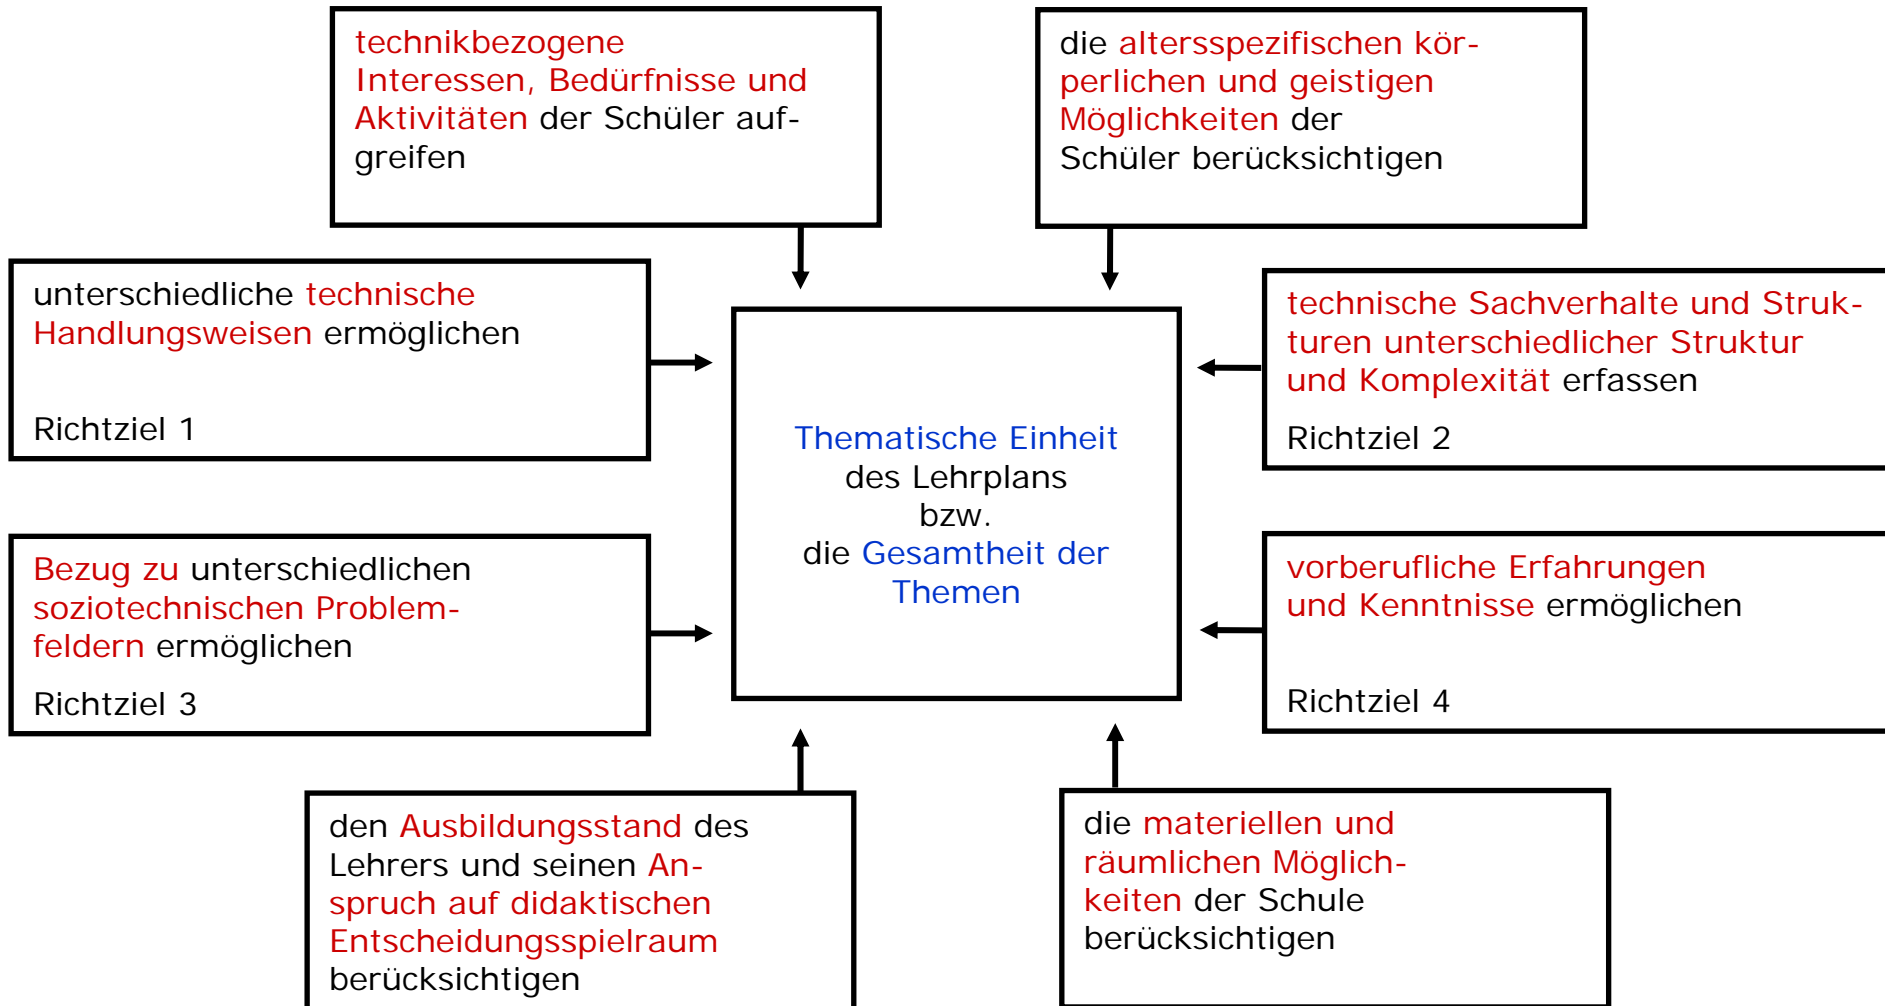 technikbezogene
Interessen, Bedürfnisse und
Aktivitäten der Schüler auf-
greifen
die altersspezifischen kör-
perlichen und geistigen
Möglichkeiten der
Schüler berücksichtigen
unterschiedliche technische
Handlungsweisen ermöglichen
Richtziel 1
technische Sachverhalte und Struk-
turen unterschiedlicher Struktur
und Komplexität erfassen
Richtziel 2
Thematische Einheit
des Lehrplans
bzw.
die Gesamtheit der
Themen
Bezug zu unterschiedlichen
soziotechnischen Problem-
feldern ermöglichen
Richtziel 3
vorberufliche Erfahrungen
und Kenntnisse ermöglichen
Richtziel 4
den Ausbildungsstand des
Lehrers und seinen An-
spruch auf didaktischen
Entscheidungsspielraum
berücksichtigen
die materiellen und
räumlichen Möglich-
keiten der Schule
berücksichtigen